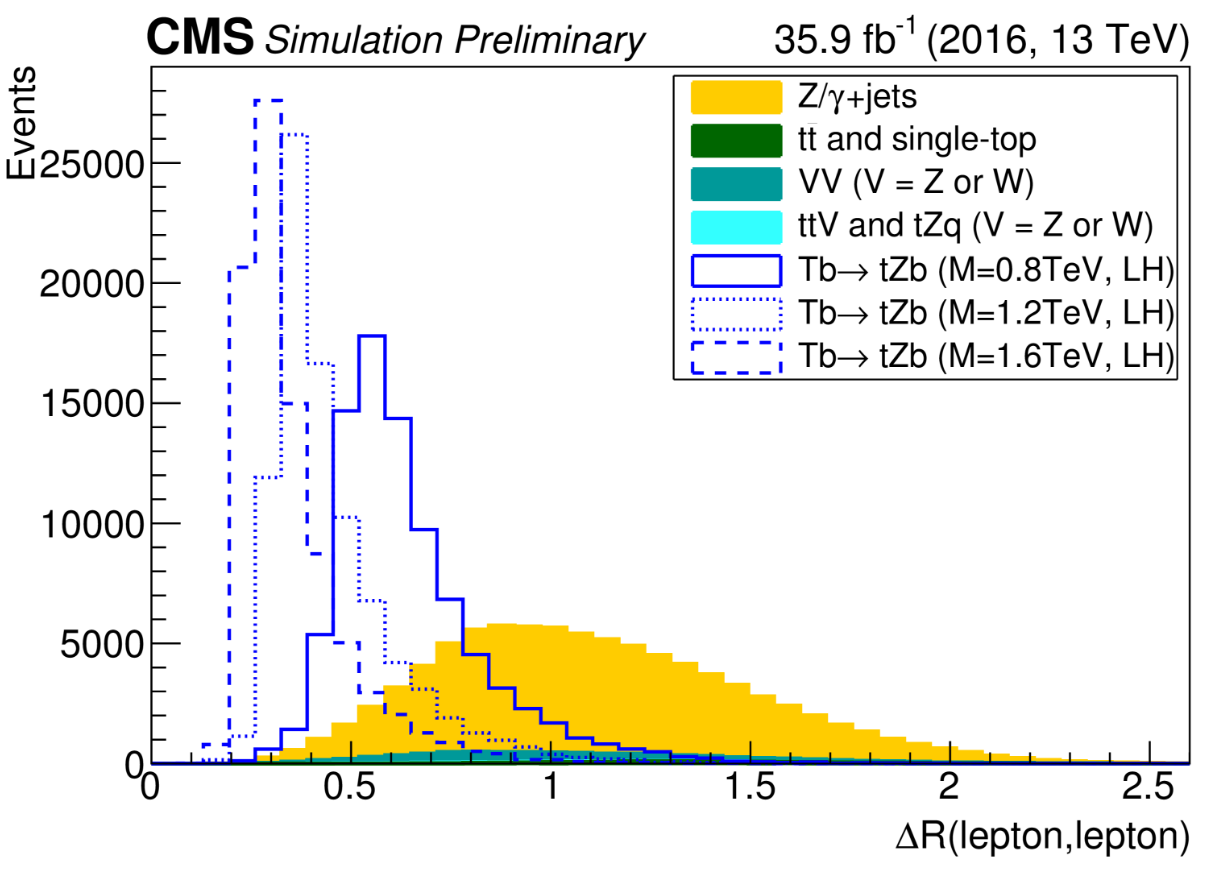 CMS Simulation Preliminary 35.9 fb⁻¹ (2016, 13 TeV)
Events
25000
20000
15000
10000
5000
0
Z/γ+jets
tt̄ and single-top
VV (V = Z or W)
ttV and tZq (V = Z or W)
Tb→ tZb (M=0.8TeV, LH)
Tb→ tZb (M=1.2TeV, LH)
Tb→ tZb (M=1.6TeV, LH)
0 0.5 1 1.5 2 2.5
ΔR(lepton,lepton)